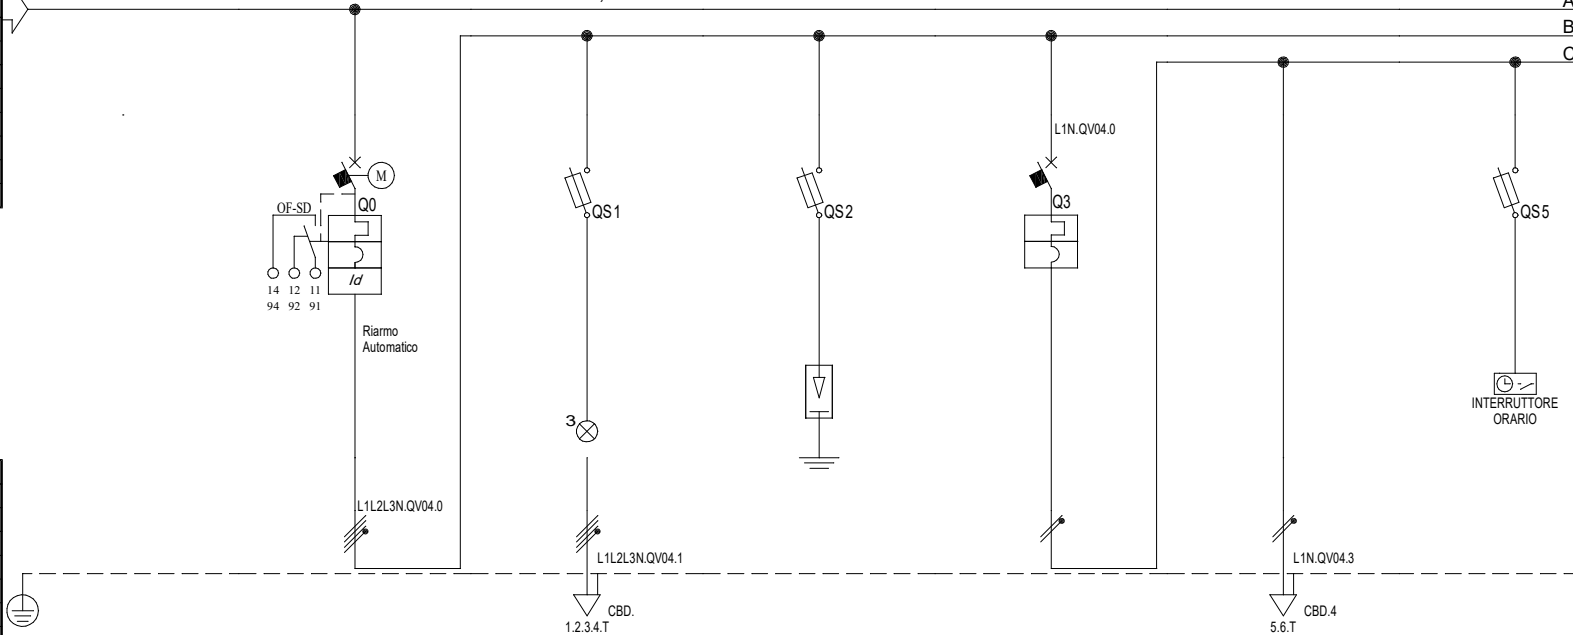 A
B
C
L1N.QV04.0
M
OF-SD
Q0
QS1
QS2
Q3
QS5
Id
14 12 11
94 92 91
Riarmo
Automatico
INTERRUTTORE
ORARIO
3
L1L2L3N.QV04.0
L1L2L3N.QV04.1
L1N.QV04.3
CBD.
1.2.3.4.T
CBD.4
5.6.T